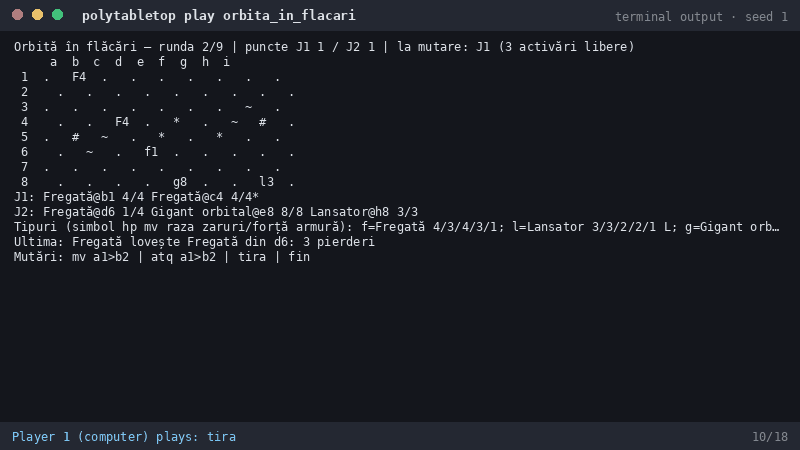 polytabletop play orbita_in_flacari
terminal output · seed 1
Orbită în flăcări — runda 2/9 | puncte J1 1 / J2 1 | la mutare: J1 (3 activări libere)
a b c d e f g h i
1 . F4 . . . . . . .
2 . . . . . . . . .
3 . . . . . . . ~ .
4 . . F4 . * . ~ # .
5 . # ~ . * . * . .
6 . ~ . f1 . . . . .
7 . . . . . . . . .
8 . . . . g8 . . l3 .
J1: Fregată@b1 4/4 Fregată@c4 4/4*
J2: Fregată@d6 1/4 Gigant orbital@e8 8/8 Lansator@h8 3/3
Tipuri (simbol hp mv raza zaruri/forță armură): f=Fregată 4/3/4/3/1; l=Lansator 3/3/2/2/1 L; g=Gigant orb…
Ultima: Fregată lovește Fregată din d6: 3 pierderi
Mutări: mv a1>b2 | atq a1>b2 | tira | fin
Player 1 (computer) plays: tira
10/18